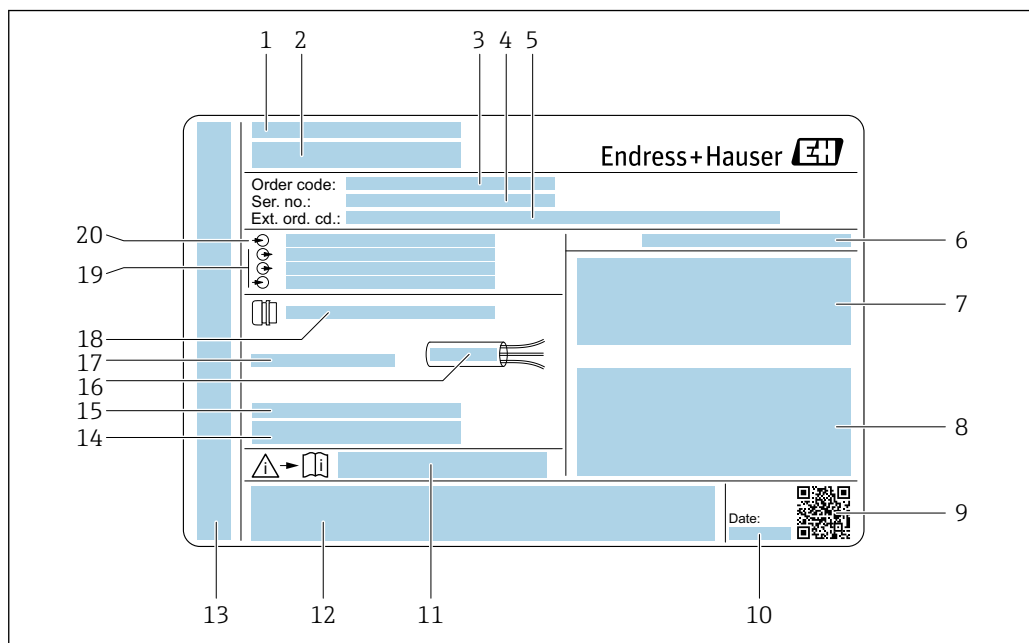 1 2 3 4 5
Endress+Hauser EH
Order code:
Ser. no.:
Ext. ord. cd.:
20
6
19
7
18
17
16
15
14
8
i i
Date:
9
13 12 11 10